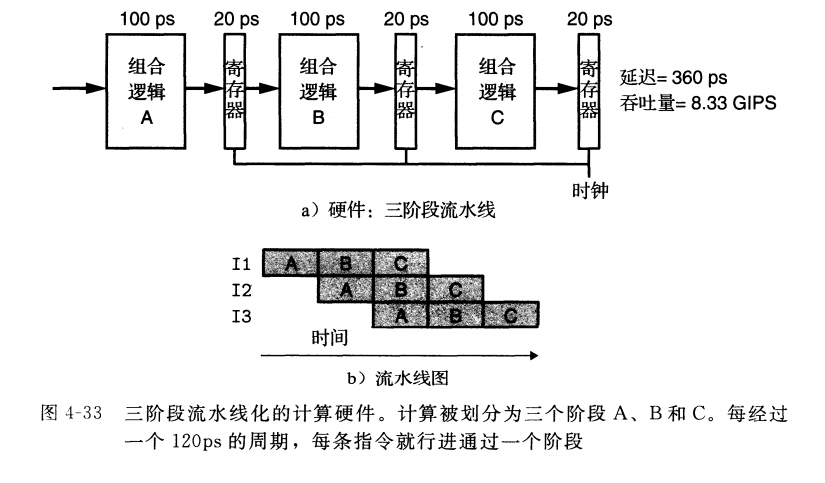 100 ps 20 ps 100 ps 20 ps 100 ps 20 ps
组合逻辑A
寄存器
组合逻辑B
寄存器
组合逻辑C
寄存器
延迟= 360 ps
吞吐量= 8.33 GIPS
时钟
a）硬件：三阶段流水线
I1 A B C
I2 A B C
I3 A B C
时间
b）流水线图
图 4-33 三阶段流水线化的计算硬件。计算被划分为三个阶段 A、B 和 C。每经过
一个 120ps 的周期，每条指令就行进通过一个阶段